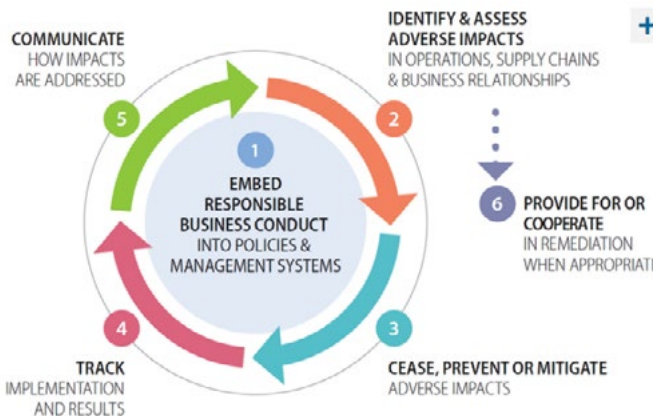 COMMUNICATE
HOW IMPACTS
ARE ADDRESSED
5
IDENTIFY & ASSESS
ADVERSE IMPACTS
IN OPERATIONS, SUPPLY CHAINS
& BUSINESS RELATIONSHIPS
+
2
1
EMBED
RESPONSIBLE
BUSINESS CONDUCT
INTO POLICIES &
MANAGEMENT SYSTEMS
6
PROVIDE FOR OR
COOPERATE
IN REMEDIATION
WHEN APPROPRIAT
4
TRACK
IMPLEMENTATION
AND RESULTS
3
CEASE, PREVENT OR MITIGATE
ADVERSE IMPACTS